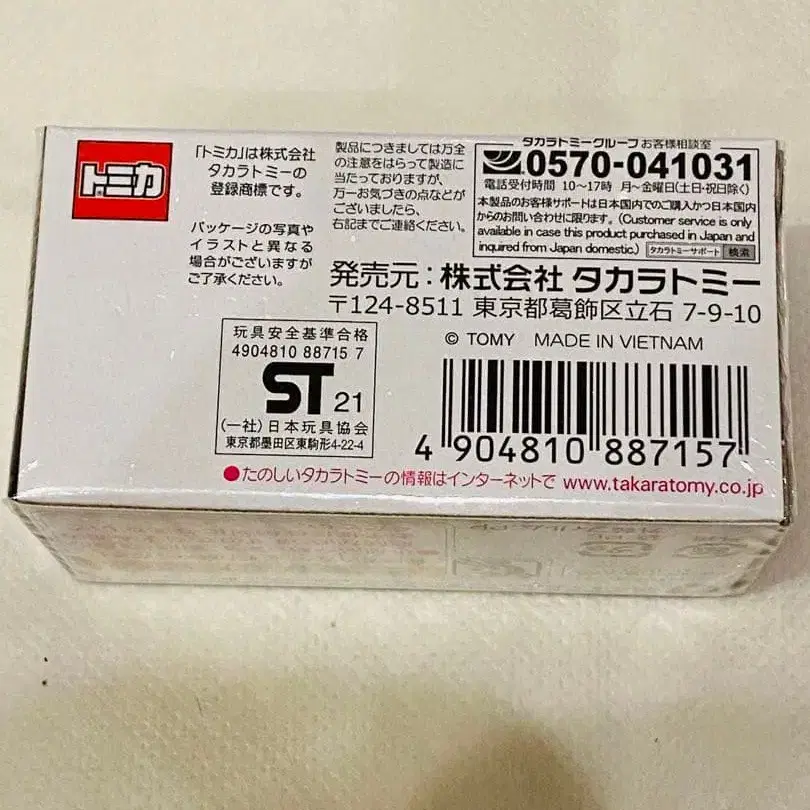 トミカ
「トミカ」は株式会社
タカラトミーの
登録商標です。
パッケージの写真や
イラストと異なる
場合がございますが
ご了承ください。
製品につきましては万全
の注意をはらって製造に
当たっておりますが、
万一お気づきの点などが
ございましたら、
右記までご連絡ください。
タカラトミーグループお客様相談室
0570-041031
電話受付時間 10〜17時 月〜金曜日(土日・祝日除く)
本製品のお客様サポートは日本国内でのご購入かつ日本国内
からのお問い合わせに限ります。(Customer service is only
available in case this product purchased in Japan and
inquired from Japan domestic.) タカラトミーサポート 検索
発売元:株式会社 タカラトミー
〒124-8511 東京都葛飾区立石 7-9-10
© TOMY MADE IN VIETNAM
玩具安全基準合格
4904810 88715 7
ST 21
(一社)日本玩具協会
東京都墨田区東駒形4-22-4
4 904810 887157
●たのしいタカラトミーの情報はインターネットで www.takaratomy.co.jp